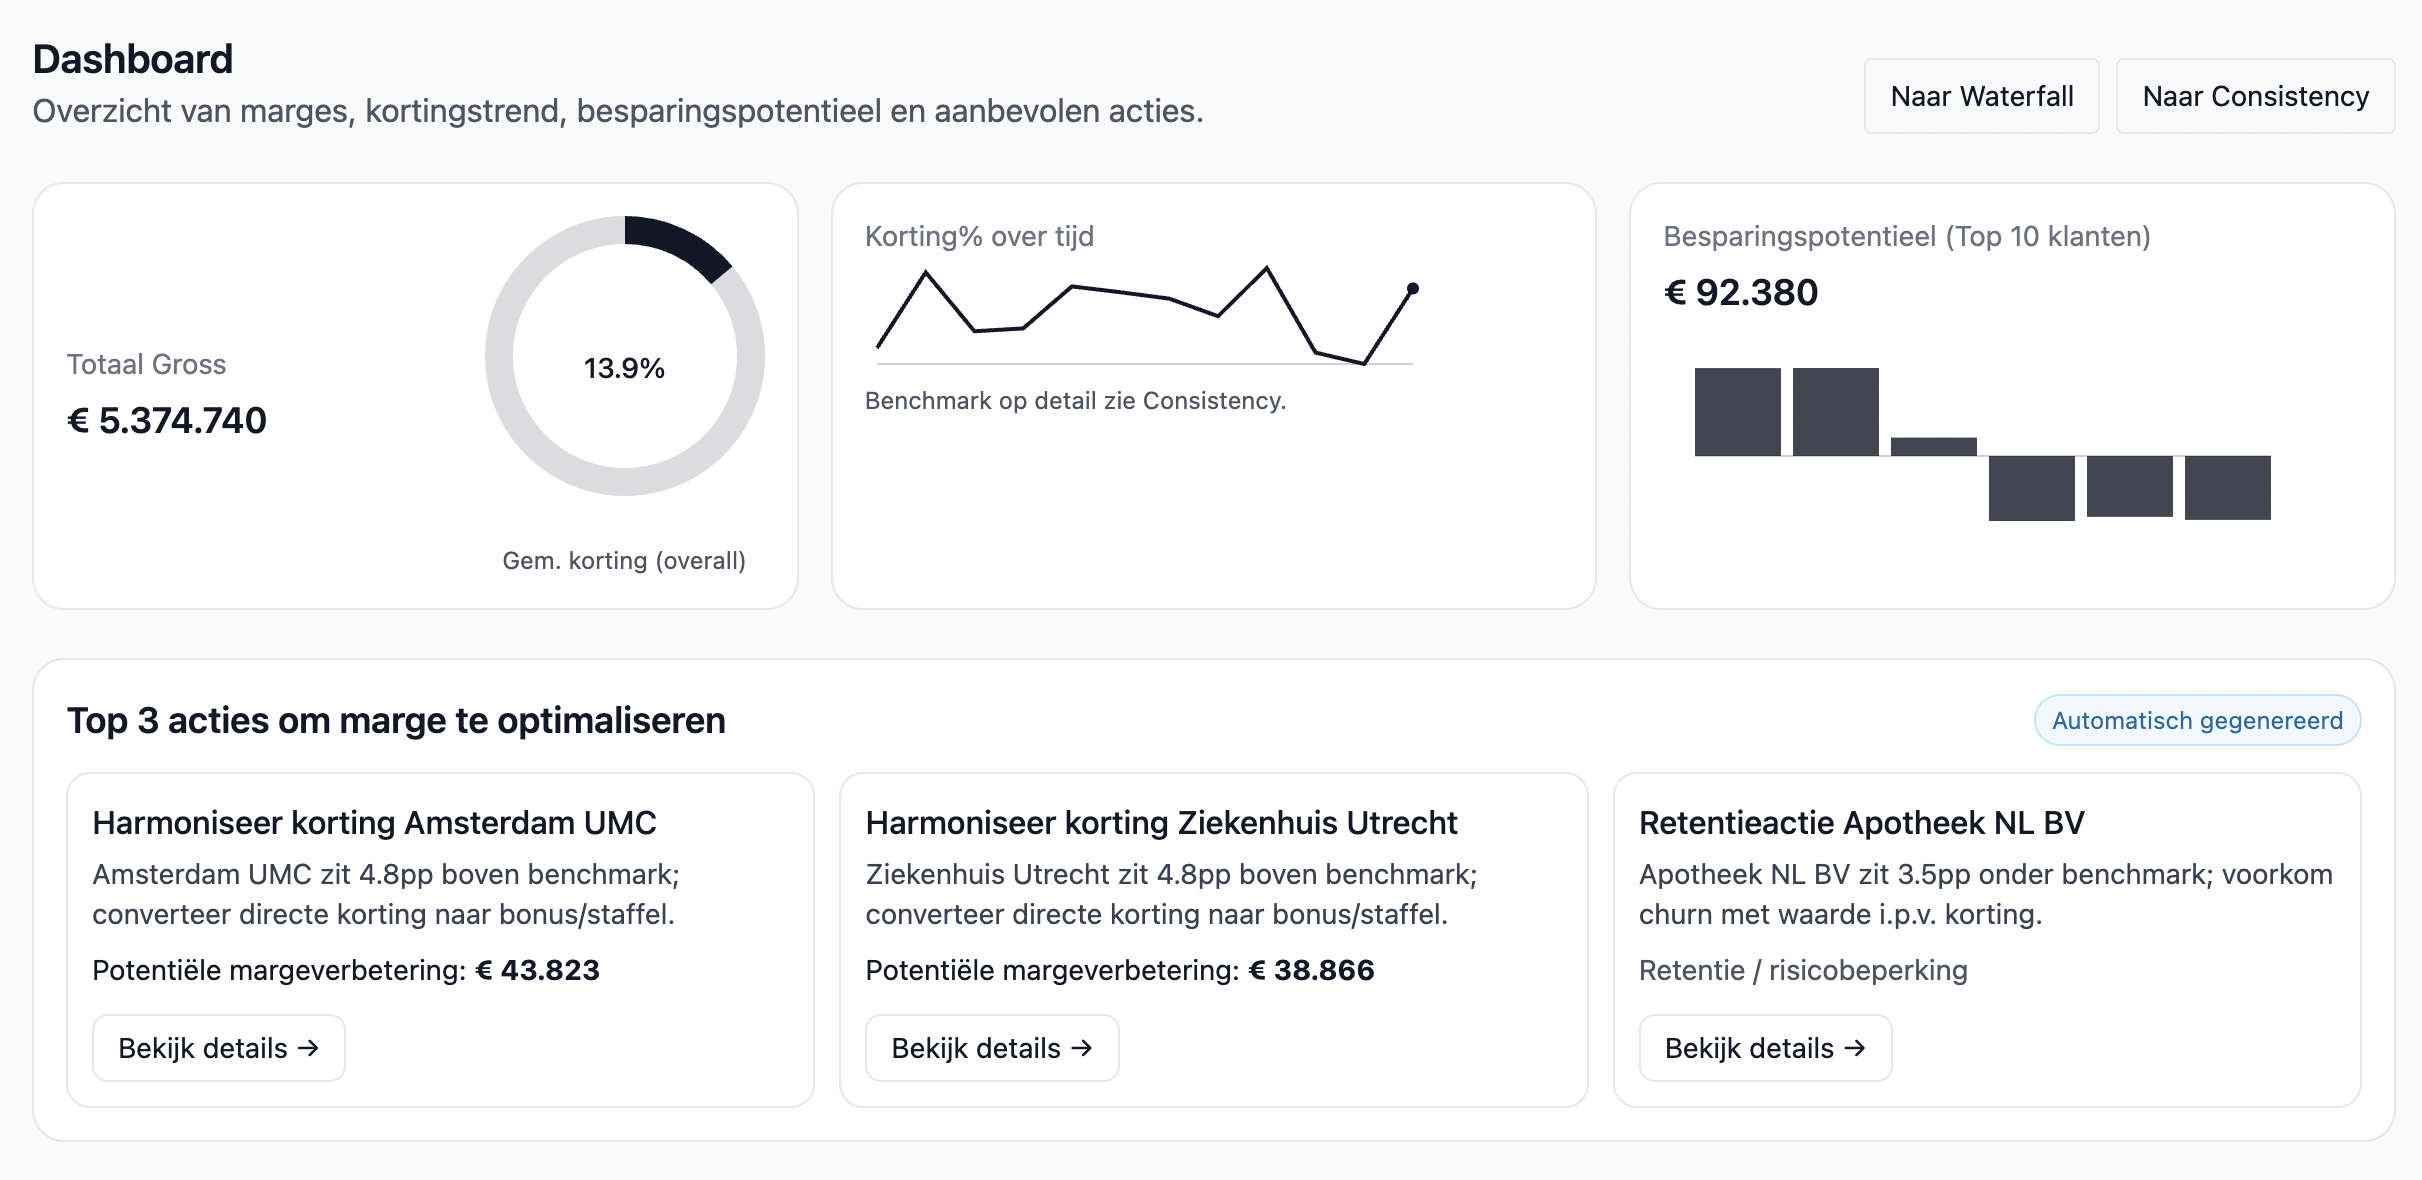 Dashboard
Overzicht van marges, kortingstrend, besparingspotentieel en aanbevolen acties.
Naar Waterfall
Naar Consistency
Totaal Gross
€ 5.374.740
13.9%
Gem. korting (overall)
Korting% over tijd
Benchmark op detail zie Consistency.
Besparingspotentieel (Top 10 klanten)
€ 92.380
Top 3 acties om marge te optimaliseren
Automatisch gegenereerd
Harmoniseer korting Amsterdam UMC
Amsterdam UMC zit 4.8pp boven benchmark;
converteer directe korting naar bonus/staffel.
Potentiële margeverbetering: € 43.823
Bekijk details →
Harmoniseer korting Ziekenhuis Utrecht
Ziekenhuis Utrecht zit 4.8pp boven benchmark;
converteer directe korting naar bonus/staffel.
Potentiële margeverbetering: € 38.866
Bekijk details →
Retentieactie Apotheek NL BV
Apotheek NL BV zit 3.5pp onder benchmark; voorkom
churn met waarde i.p.v. korting.
Retentie / risicobeperking
Bekijk details →